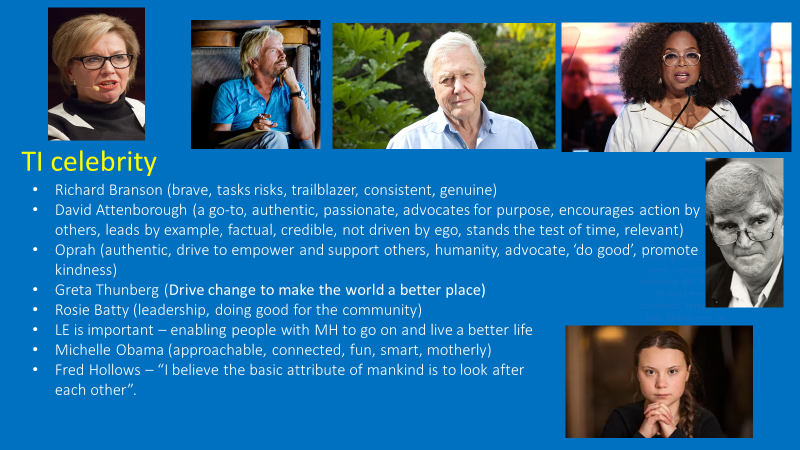 TI celebrity
• Richard Branson (brave, tasks risks, trailblazer, consistent, genuine)
• David Attenborough (a go-to, authentic, passionate, advocates for purpose, encourages action by
others, leads by example, factual, credible, not driven by ego, stands the test of time, relevant)
• Oprah (authentic, drive to empower and support others, humanity, advocate, ‘do good’, promote
kindness)
• Greta Thunberg (Drive change to make the world a better place)
• Rosie Batty (leadership, doing good for the community)
• LE is important – enabling people with MH to go on and live a better life
• Michelle Obama (approachable, connected, fun, smart, motherly)
• Fred Hollows – “I believe the basic attribute of mankind is to look after
each other”.